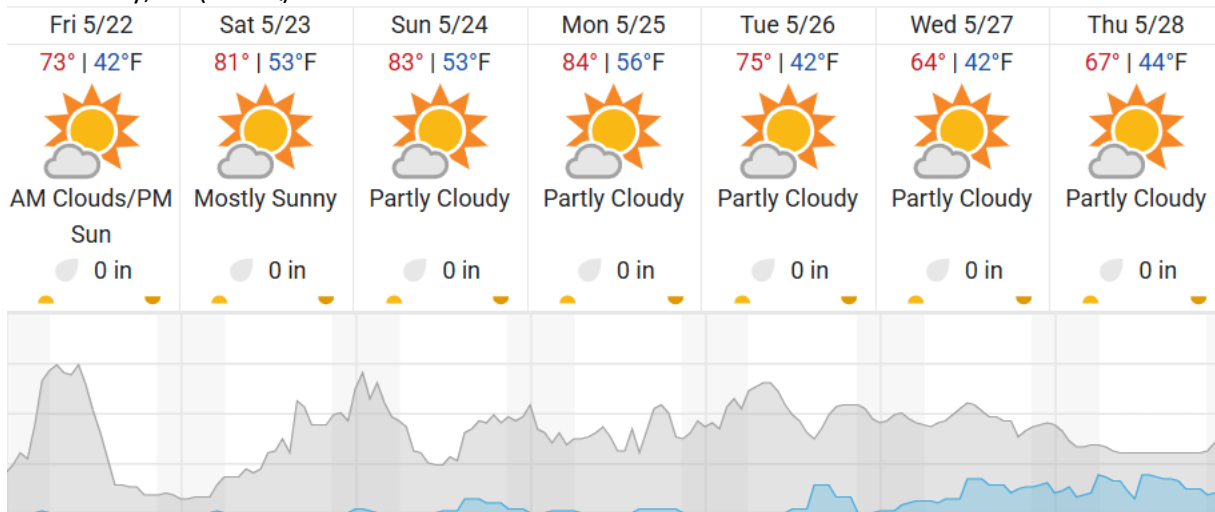 Fri 5/22 Sat 5/23 Sun 5/24 Mon 5/25 Tue 5/26 Wed 5/27 Thu 5/28
73° | 42°F 81° | 53°F 83° | 53°F 84° | 56°F 75° | 42°F 64° | 42°F 67° | 44°F
AM Clouds/PM Mostly Sunny Partly Cloudy Partly Cloudy Partly Cloudy Partly Cloudy Partly Cloudy
Sun
0 in 0 in 0 in 0 in 0 in 0 in 0 in